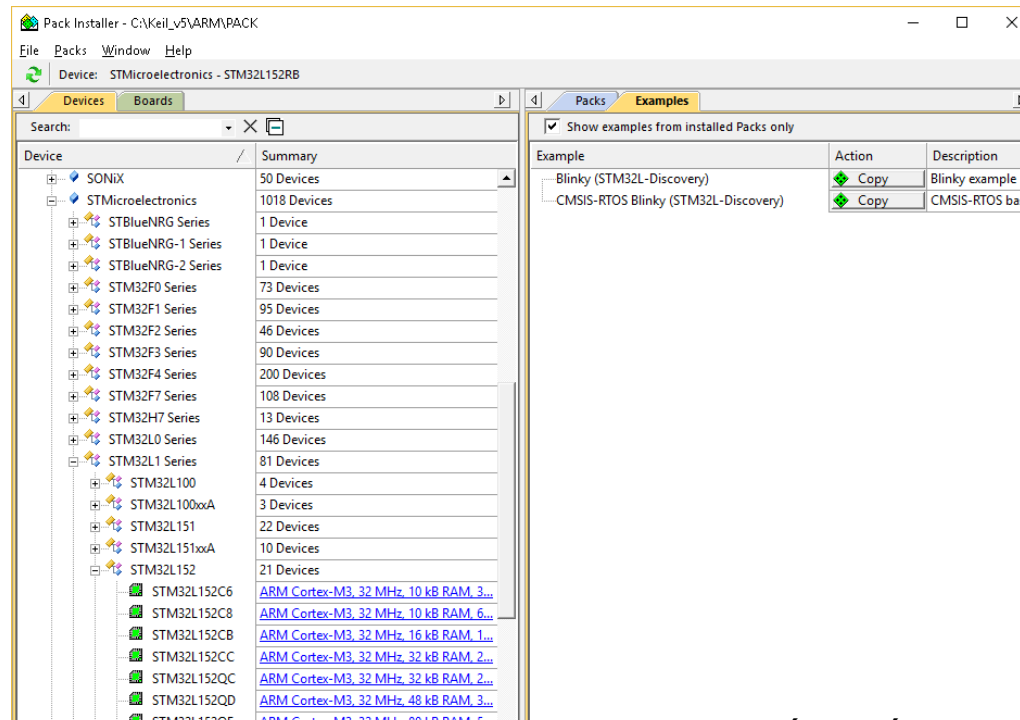 Pack Installer - C:\Keil_v5\ARM\PACK
File Packs Window Help
Device: STMicroelectronics - STM32L152RB
Devices Boards
Packs Examples
Search:
Show examples from installed Packs only
Device / Summary
Example Action Description
SONiX 50 Devices
Blinky (STM32L-Discovery) Copy Blinky example
STMicroelectronics 1018 Devices
CMSIS-RTOS Blinky (STM32L-Discovery) Copy CMSIS-RTOS ba
STBlueNRG Series 1 Device
STBlueNRG-1 Series 1 Device
STBlueNRG-2 Series 1 Device
STM32F0 Series 73 Devices
STM32F1 Series 95 Devices
STM32F2 Series 46 Devices
STM32F3 Series 90 Devices
STM32F4 Series 200 Devices
STM32F7 Series 108 Devices
STM32H7 Series 13 Devices
STM32L0 Series 146 Devices
STM32L1 Series 81 Devices
STM32L100 4 Devices
STM32L100xxA 3 Devices
STM32L151 22 Devices
STM32L151xxA 10 Devices
STM32L152 21 Devices
STM32L152C6 ARM Cortex-M3, 32 MHz, 10 kB RAM, 3...
STM32L152C8 ARM Cortex-M3, 32 MHz, 10 kB RAM, 6...
STM32L152CB ARM Cortex-M3, 32 MHz, 16 kB RAM, 1...
STM32L152CC ARM Cortex-M3, 32 MHz, 32 kB RAM, 2...
STM32L152QC ARM Cortex-M3, 32 MHz, 32 kB RAM, 2...
STM32L152QD ARM Cortex-M3, 32 MHz, 48 kB RAM, 3...